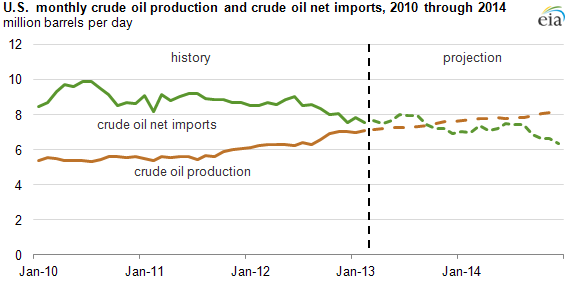 U.S. monthly crude oil production and crude oil net imports, 2010 through 2014
million barrels per day
eia
12
history
projection
10
8
crude oil net imports
6
crude oil production
4
2
0
Jan-10
Jan-11
Jan-12
Jan-13
Jan-14